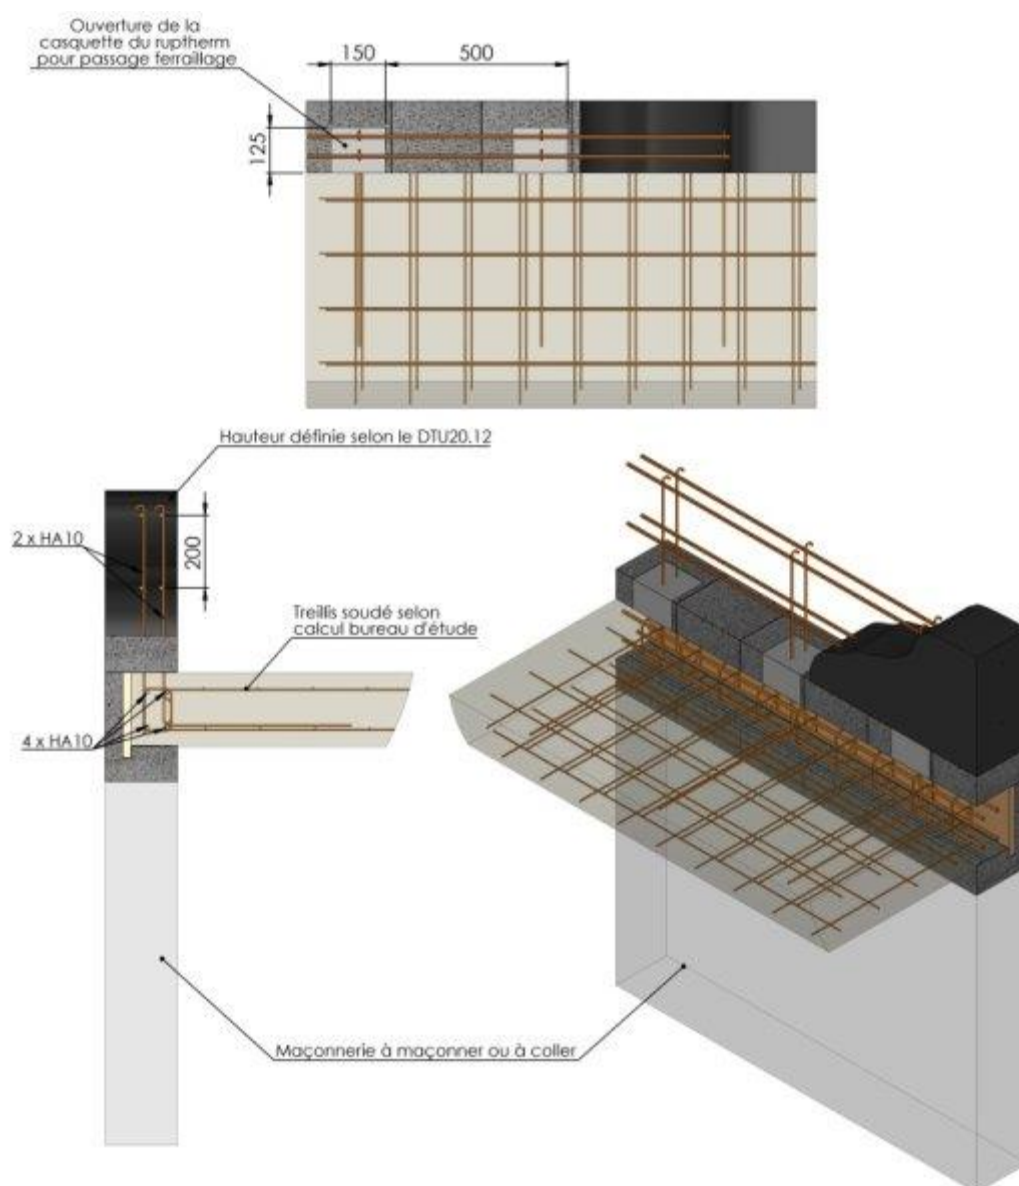 Ouverture de la
casquette du ruptherm
pour passage ferraillage
150
500
125
Hauteur définie selon le DTU20.12
2 x HA10
200
Treillis soudé selon
calcul bureau d'étude
4 x HA10
Maçonnerie à maçonner ou à coller